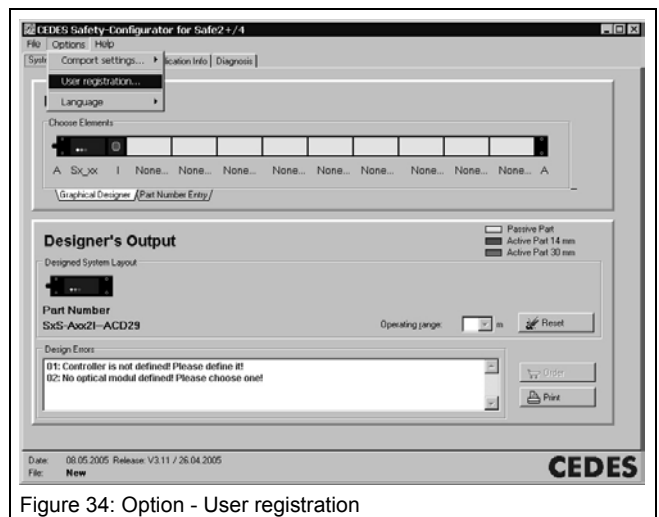 CEDES Safety-Configurator for Safe2+/4
File Options Help
Comport settings...
ication Info Diagnosis
User registration...
Language
Choose Elements
A Sx_xx I None... None... None... None... None... None... None... None... None... A
Graphical Designer Part Number Entry
Designer's Output
Passive Part
Active Part 14 mm
Active Part 30 mm
Designed System Layout
Part Number
SxS-Axx2I--ACD29
Operating range: m Reset
Design Errors
01: Controller is not defined! Please define it!
02: No optical modul defined! Please choose one!
Order
Print
Date: 08.05.2005 Release: V3.11 / 26.04.2005
File: New
CEDES
Figure 34: Option - User registration